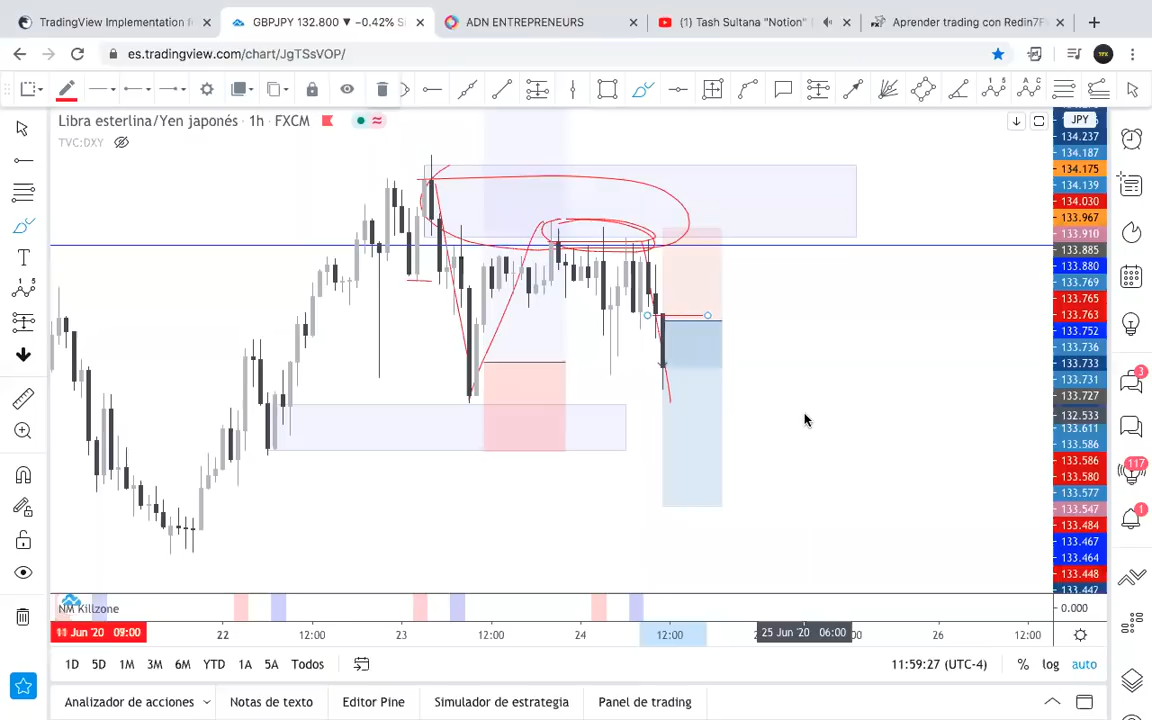 TradingView Implementation f
GBPJPY 132.800 ▼ −0.42% S
ADN ENTREPRENEURS
(1) Tash Sultana "Notion"
Aprender trading con Redin7F
es.tradingview.com/chart/JgTSsVOP/
Libra esterlina/Yen japonés · 1h · FXCM
TVC:DXY
JPY
134.237
134.187
134.175
134.139
134.030
133.967
133.910
133.885
133.880
133.769
133.765
133.763
133.752
133.736
133.733
133.731
133.727
132.533
133.611
133.586
133.586
133.580
133.577
133.547
133.484
133.467
133.464
133.448
133.447
3
117
1
NM Killzone
0.000
11 Jun '20 09:00
22
12:00
23
12:00
24
12:00
25 Jun '20 06:00
26
12:00
1D 5D 1M 3M 6M YTD 1A 5A Todos
11:59:27 (UTC-4)
% log auto
Analizador de acciones
Notas de texto
Editor Pine
Simulador de estrategia
Panel de trading